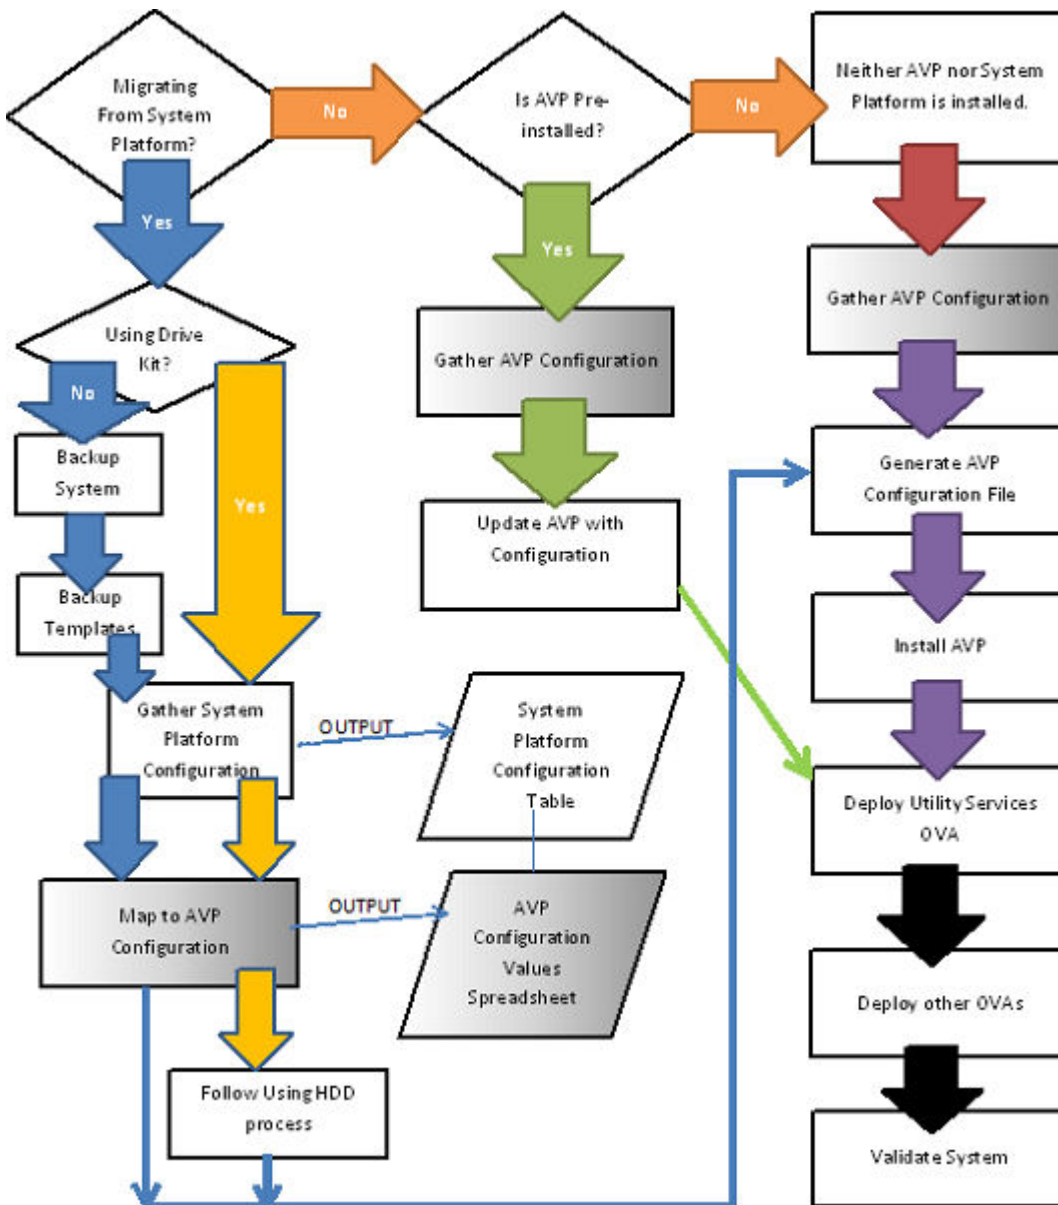 Migrating
From System
Platform?
No
Is AVP Pre-
installed?
No
Neither AVP nor System
Platform is installed.
Yes
Yes
Gather AVP Configuration
Using Drive
Kit?
Gather AVP Configuration
No
Backup
System
Yes
Generate AVP
Configuration File
Update AVP with
Configuration
Backup
Templates
Install AVP
Gather System
Platform
Configuration
OUTPUT
System
Platform
Configuration
Table
Deploy Utility Services
OVA
Map to AVP
Configuration
OUTPUT
AVP
Configuration
Values
Spreadsheet
Deploy other OVAs
Follow Using HDD
process
Validate System